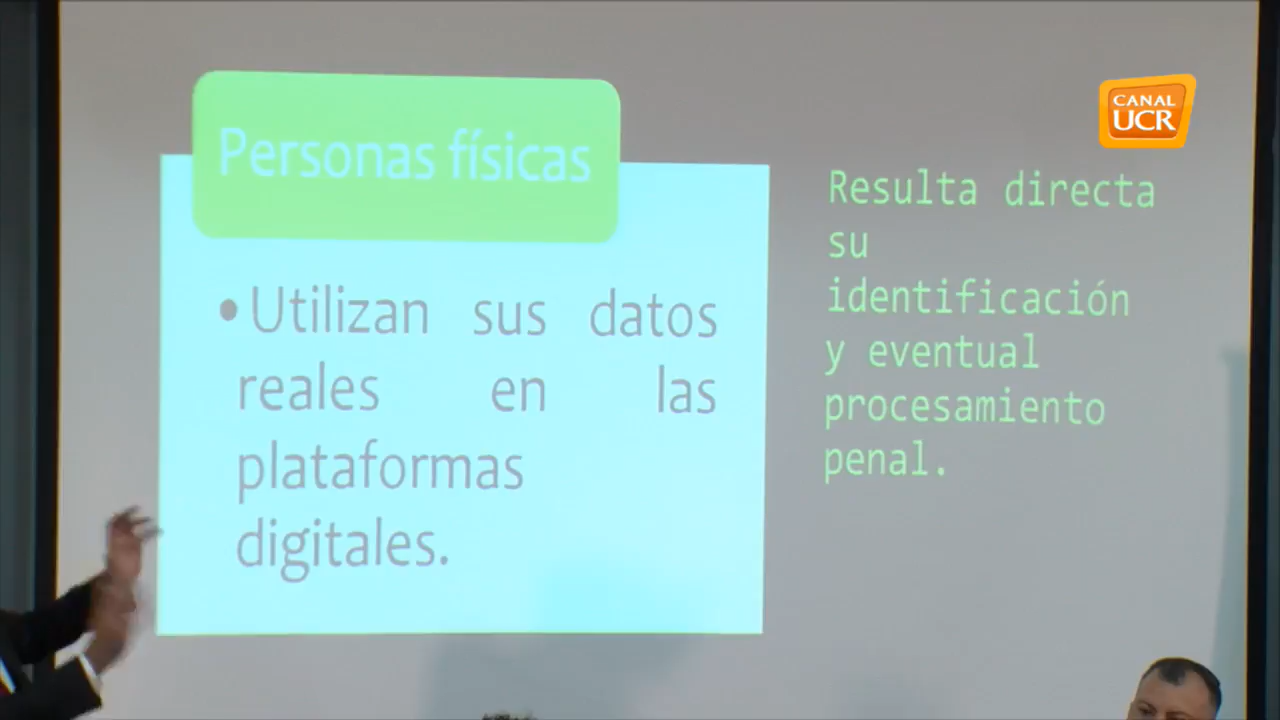 Personas físicas
•Utilizan sus datos
reales en las
plataformas
digitales.
CANAL
UCR
Resulta directa
su
identificación
y eventual
procesamiento
penal.